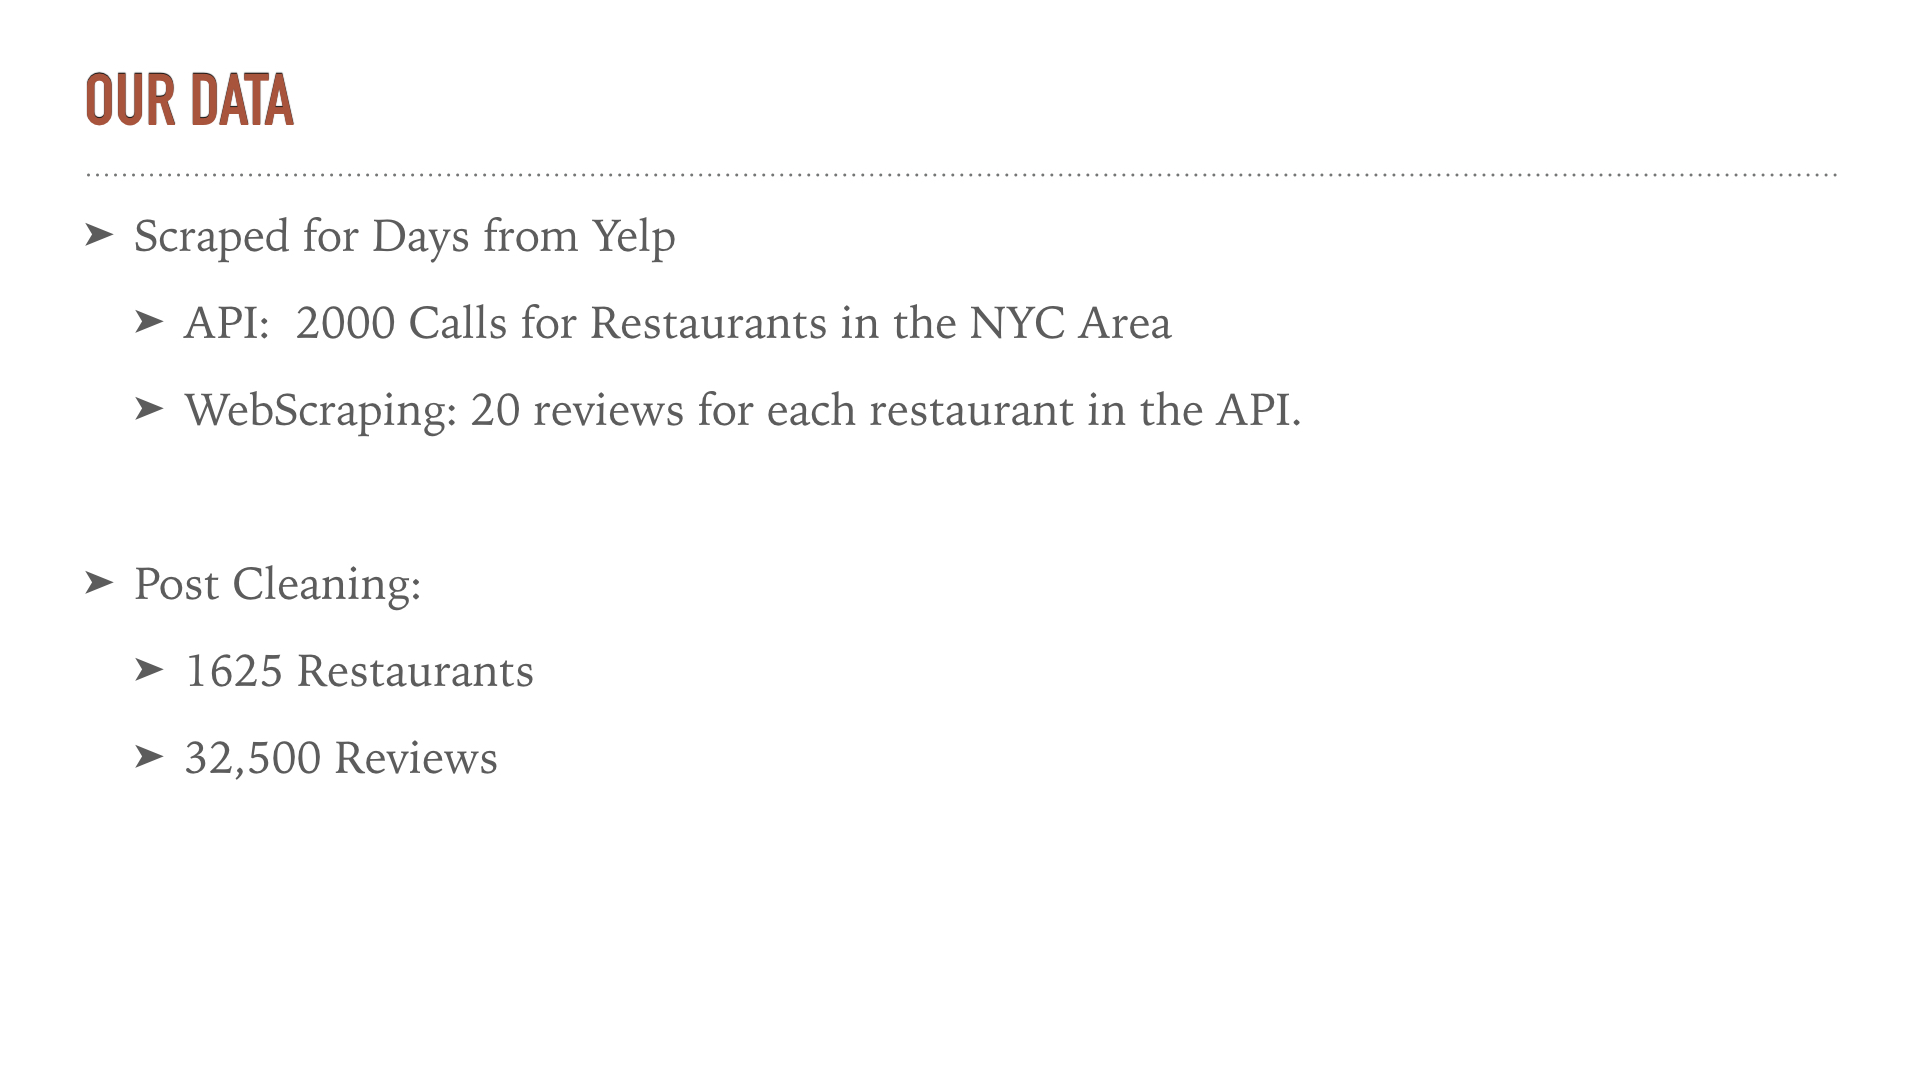 OUR DATA
➤ Scraped for Days from Yelp
➤ API:  2000 Calls for Restaurants in the NYC Area
➤ WebScraping: 20 reviews for each restaurant in the API.
➤ Post Cleaning:
➤ 1625 Restaurants
➤ 32,500 Reviews